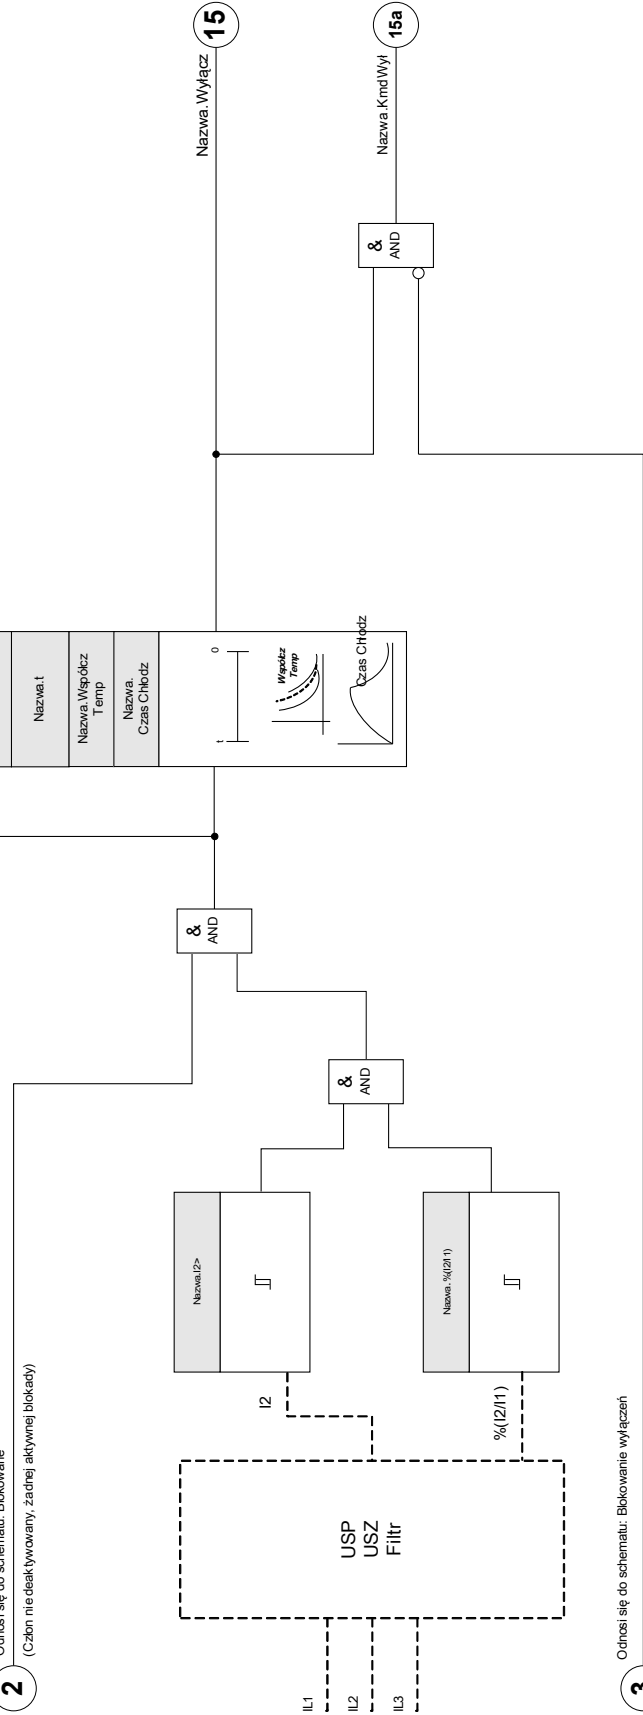 2
Odnosi się do schematu: Blokowane
(Człon nie deaktywowany, żadnej aktywnej blokady)
IL1
IL2
IL3
USP
USZ
Filtr
I2
%(I2/I1)
Nazwa.I2>
Nazwa. %(I2/I1)
&
AND
&
AND
Nazwa.t
Nazwa.Współcz
Temp
Nazwa.
Czas Chłodz
t
0
Współcz
Temp
Czas Chłodz
&
AND
Nazwa.Wyłącz
15
Nazwa.KmdWył
15a
3
Odnosi się do schematu: Blokowanie wyłączeń